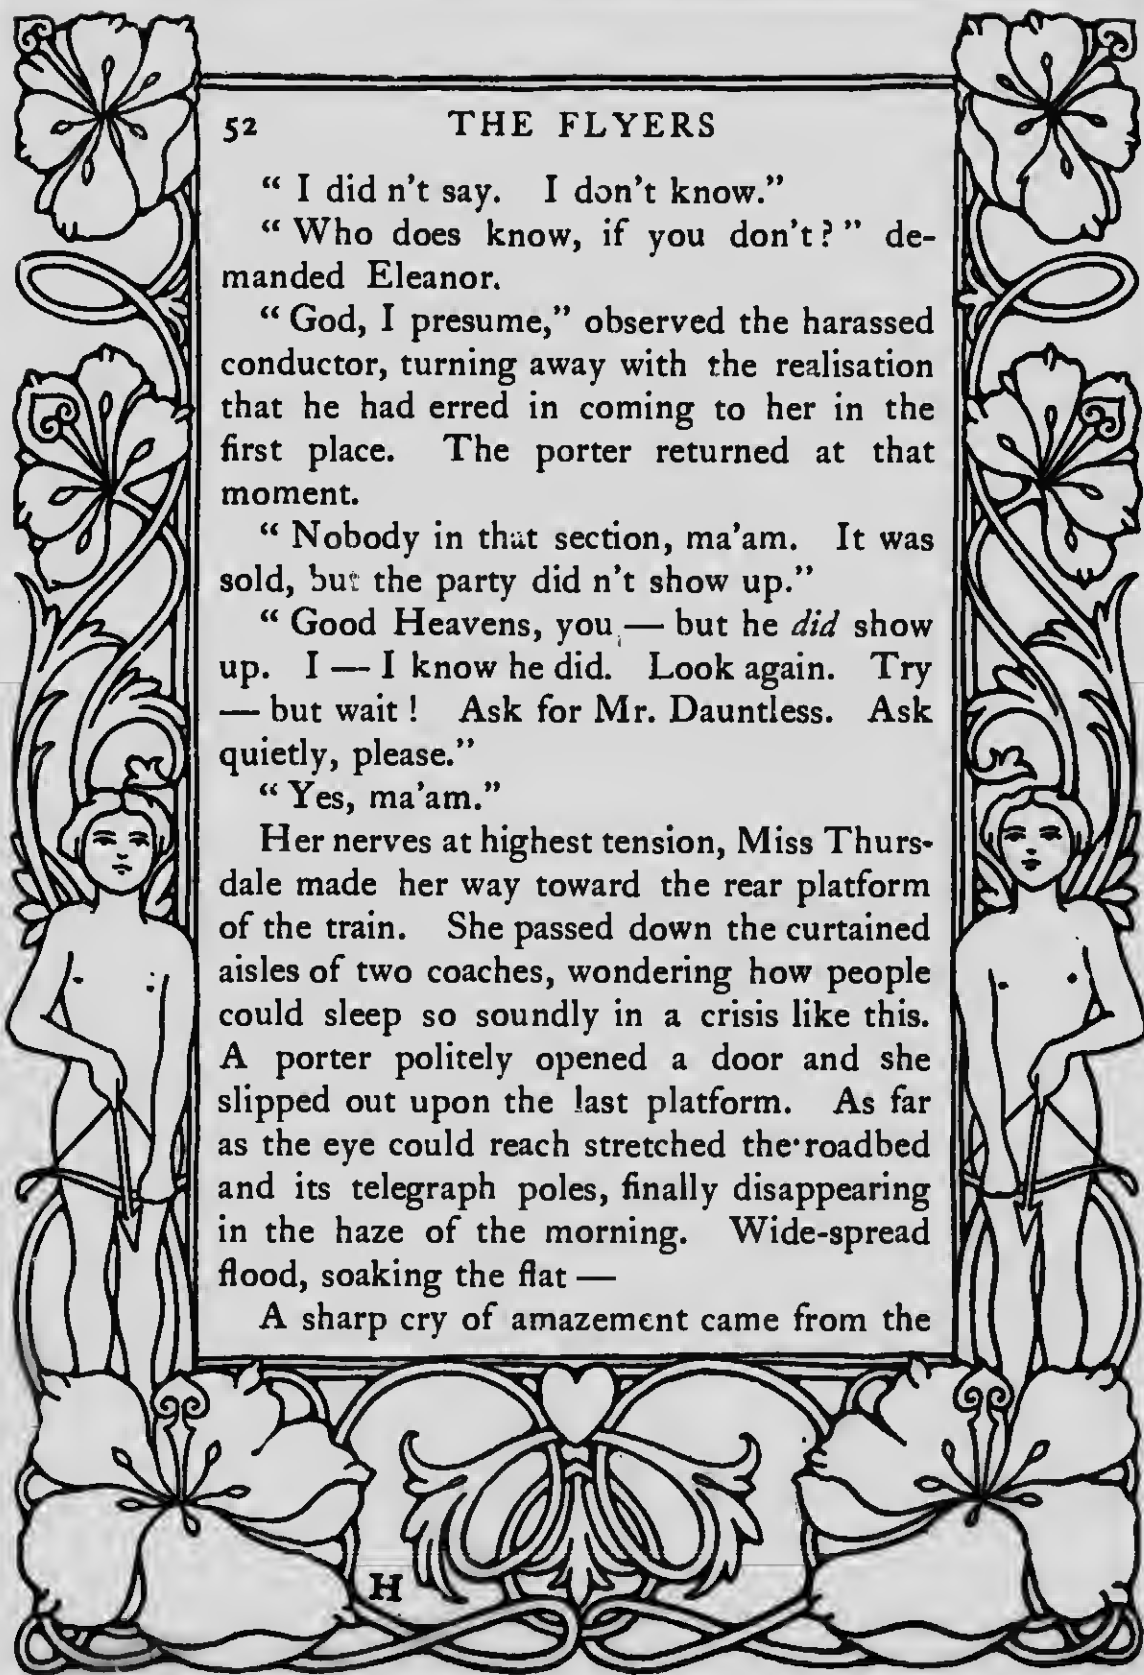 52 THE FLYERS
“ I did n't say. I don't know.”
“ Who does know, if you don't? ” de-
manded Eleanor.
“ God, I presume,” observed the harassed
conductor, turning away with the realisation
that he had erred in coming to her in the
first place. The porter returned at that
moment.
“ Nobody in that section, ma'am. It was
sold, but the party did n't show up.”
“ Good Heavens, you — but he did show
up. I — I know he did. Look again. Try
— but wait ! Ask for Mr. Dauntless. Ask
quietly, please.”
“ Yes, ma'am.”
Her nerves at highest tension, Miss Thurs-
dale made her way toward the rear platform
of the train. She passed down the curtained
aisles of two coaches, wondering how people
could sleep so soundly in a crisis like this.
A porter politely opened a door and she
slipped out upon the last platform. As far
as the eye could reach stretched the roadbed
and its telegraph poles, finally disappearing
in the haze of the morning. Wide-spread
flood, soaking the flat —
A sharp cry of amazement came from the
H